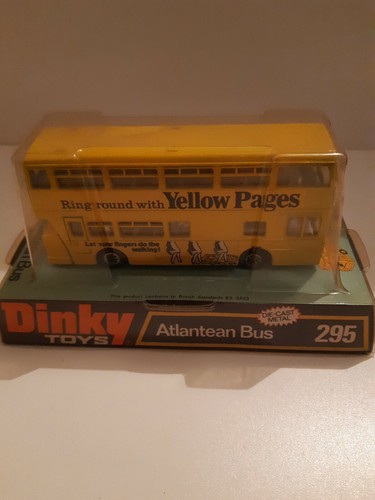 Ring round with Yellow Pages
Let your fingers do the
walking!
BUS
Dinky
TOYS
Atlantean Bus
DIE-CAST
METAL
295